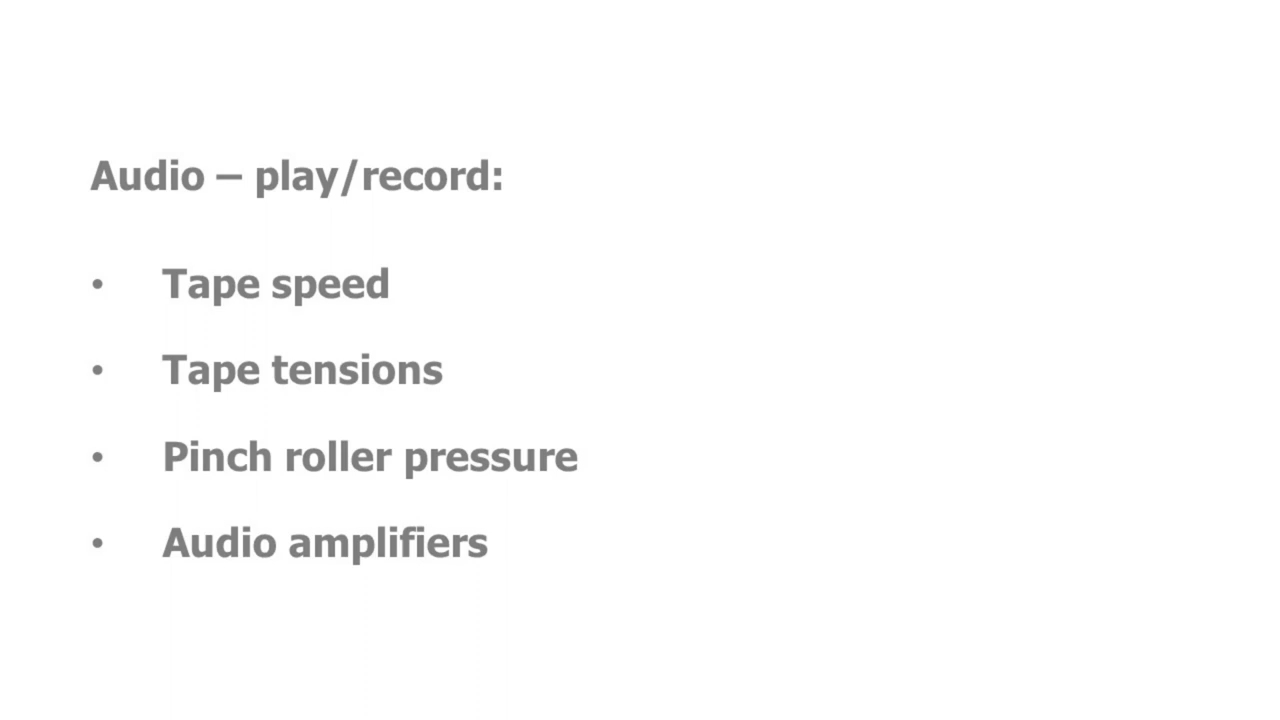 Audio – play/record:
• Tape speed
• Tape tensions
• Pinch roller pressure
• Audio amplifiers